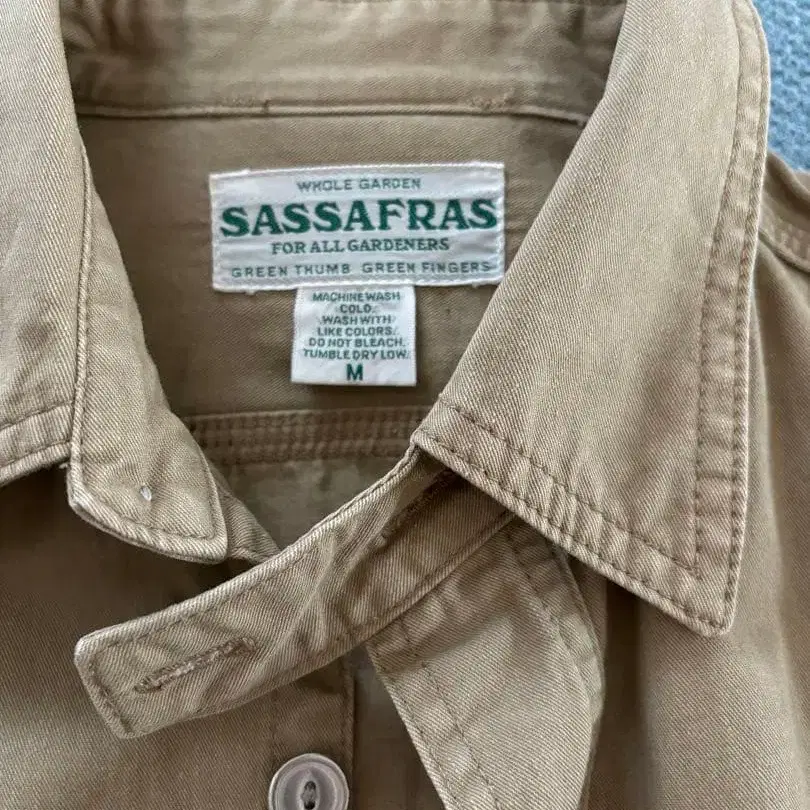 WHOLE GARDEN
SASSAFRAS
FOR ALL GARDENERS
GREEN THUMB GREEN FINGERS
MACHINE WASH
COLD.
WASH WITH
LIKE COLORS.
DO NOT BLEACH.
TUMBLE DRY LOW.
M